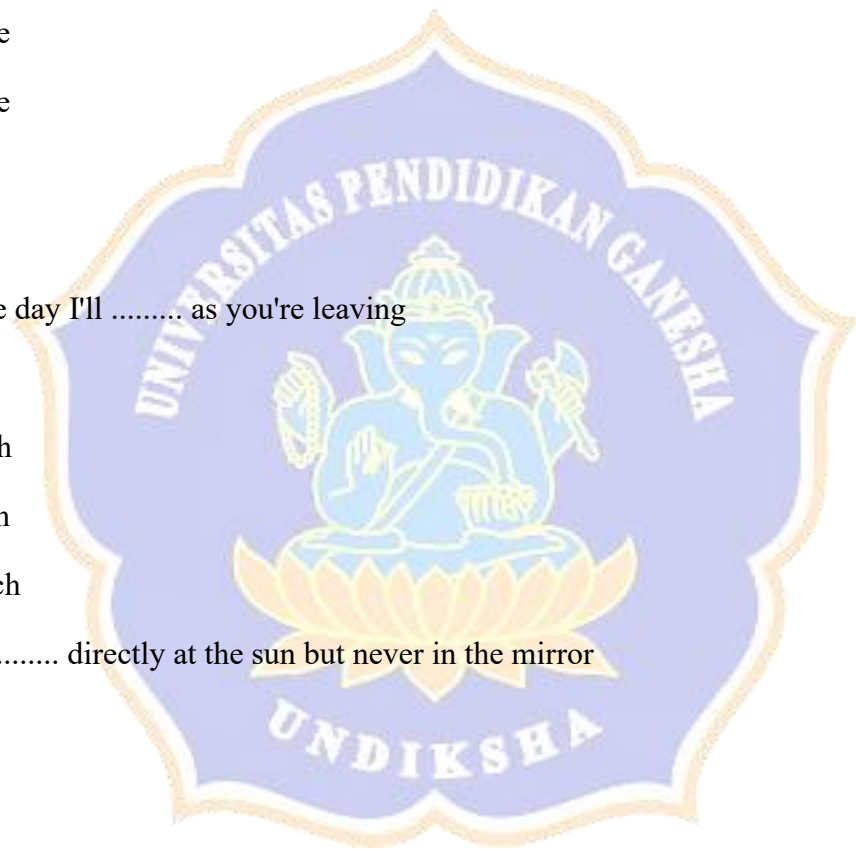 e
e
UNIVERSITAS PENDIDIKAN GANESHA
e day I'll ......... as you're leaving
h
n
ch
........ directly at the sun but never in the mirror
UNDIKSHA